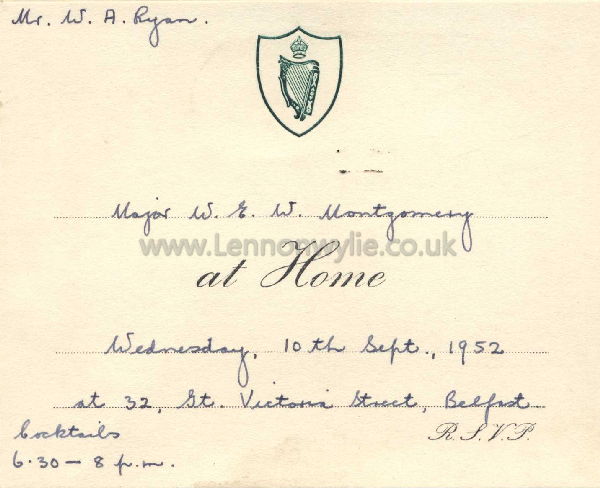 Mr. W. A. Ryan.
Major W. E. W. Montgomery
www.Lennonwylie.co.uk
at Home
Wednesday, 10th Sept., 1952
at 32, Gt. Victoria Street, Belfast
R.S.V.P.
Cocktails
6.30 – 8 p.m.